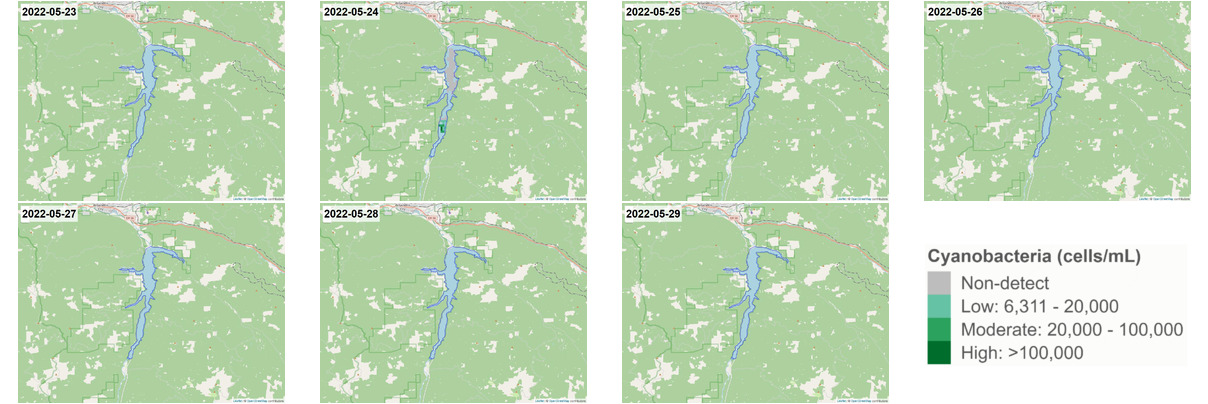 2022-05-23
2022-05-24
2022-05-25
2022-05-26
2022-05-27
2022-05-28
2022-05-29
Cyanobacteria (cells/mL)
Non-detect
Low: 6,311 - 20,000
Moderate: 20,000 - 100,000
High: >100,000